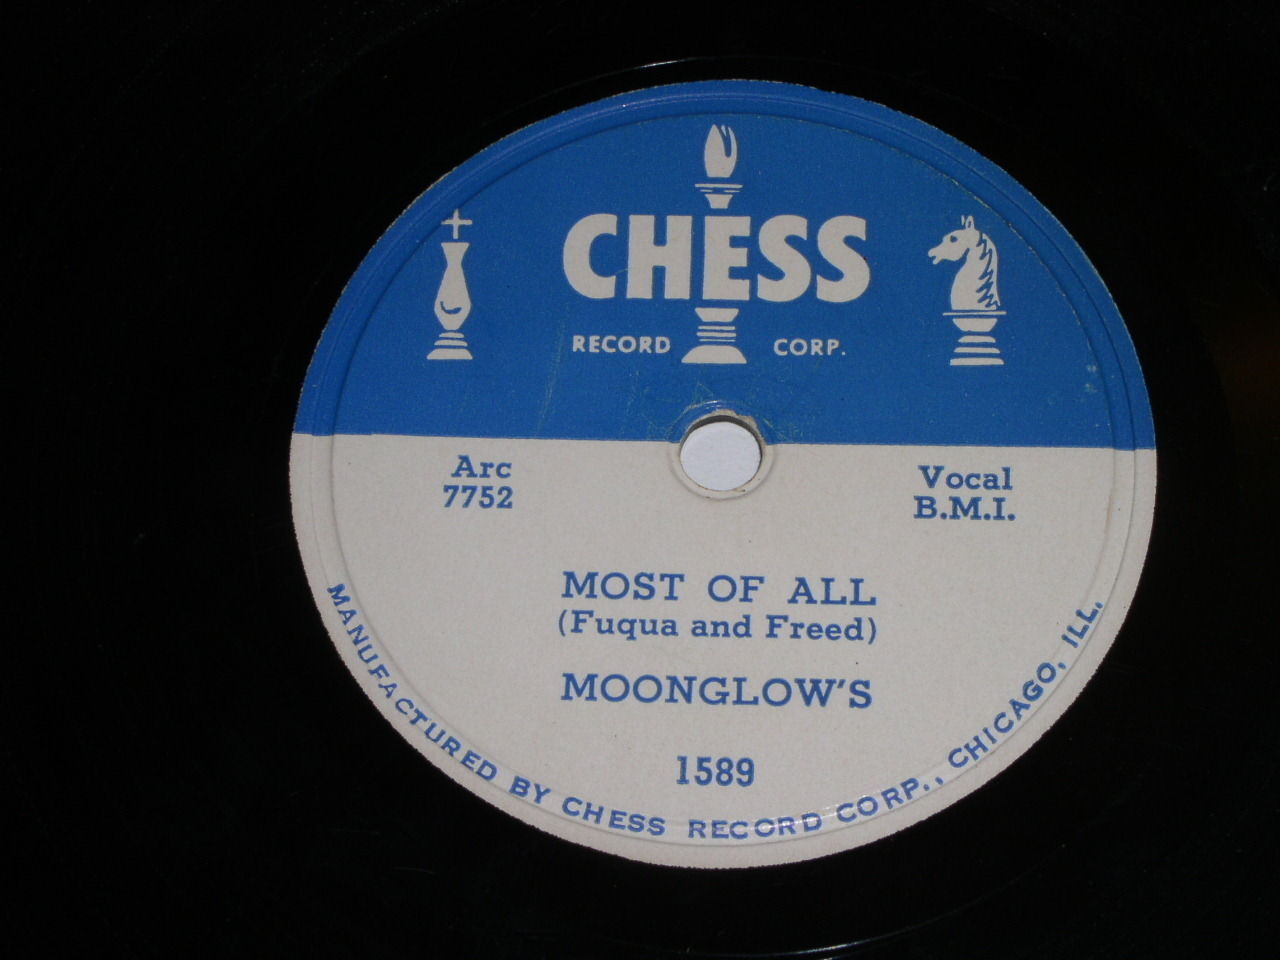 CHESS
RECORD CORP.
Arc
7752
Vocal
B.M.I.
MOST OF ALL
(Fuqua and Freed)
MOONGLOW'S
1589
MANUFACTURED BY CHESS RECORD CORP., CHICAGO, ILL.